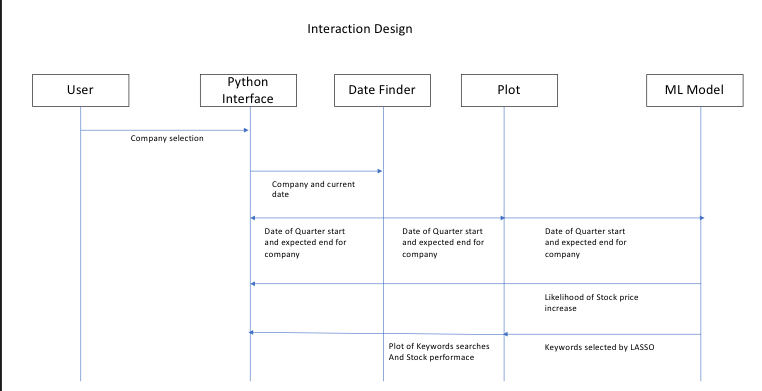 Interaction Design
User
Python
Interface
Date Finder
Plot
ML Model
Company selection
Company and current
date
Date of Quarter start
and expected end for
company
Date of Quarter start
and expected end for
company
Date of Quarter start
and expected end for
company
Likelihood of Stock price
increase
Plot of Keywords searches
And Stock performace
Keywords selected by LASSO